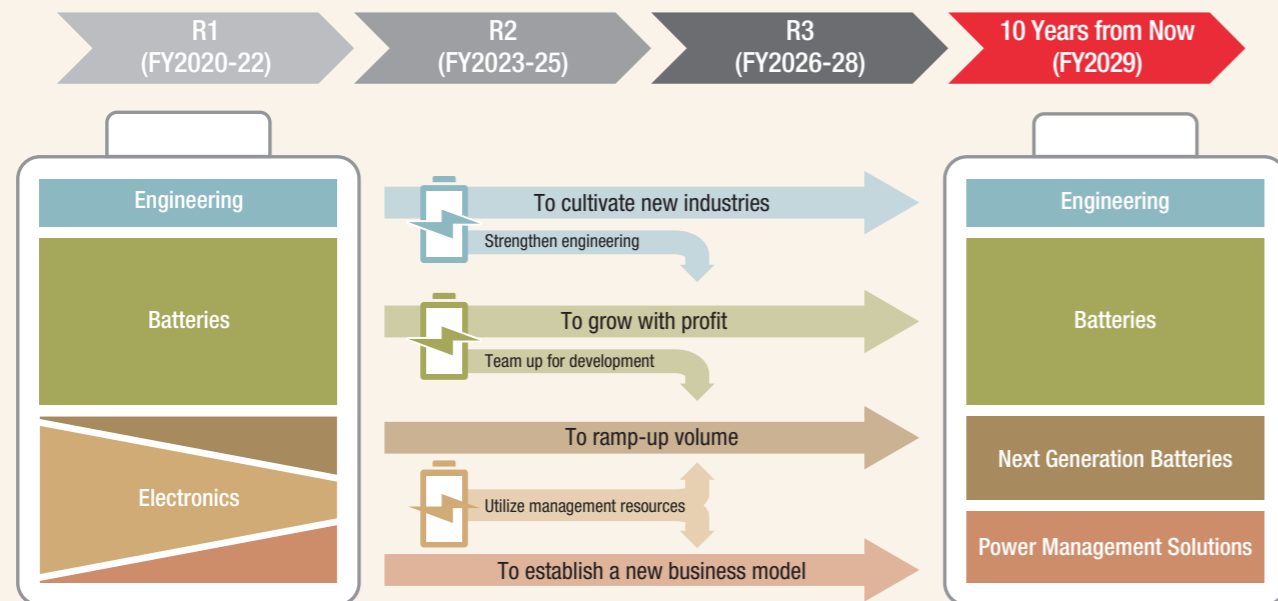 R1
(FY2020-22)
R2
(FY2023-25)
R3
(FY2026-28)
10 Years from Now
(FY2029)
Engineering
Batteries
Electronics
To cultivate new industries
Strengthen engineering
To grow with profit
Team up for development
To ramp-up volume
Utilize management resources
To establish a new business model
Engineering
Batteries
Next Generation Batteries
Power Management Solutions